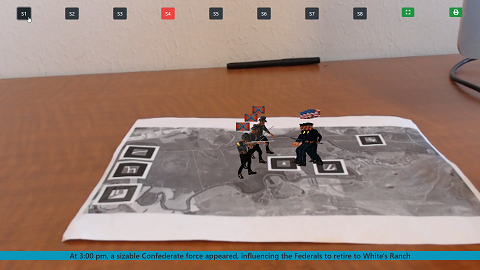 S1 S2 S3 S4 S5 S6 S7 S8
At 3:00 pm, a sizable Confederate force appeared, influencing the Federals to retire to White's Ranch